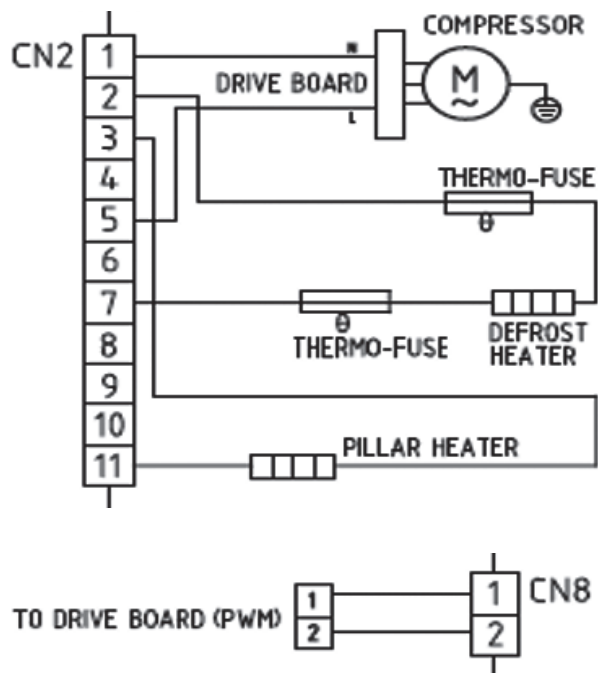 COMPRESSOR
CN2
1
N
DRIVE BOARD
M
~
2
L
3
THERMO-FUSE
4
θ
5
6
7
θ
DEFROST
HEATER
THERMO-FUSE
8
9
10
PILLAR HEATER
11
CN8
1
1
TO DRIVE BOARD (PWM)
2
2